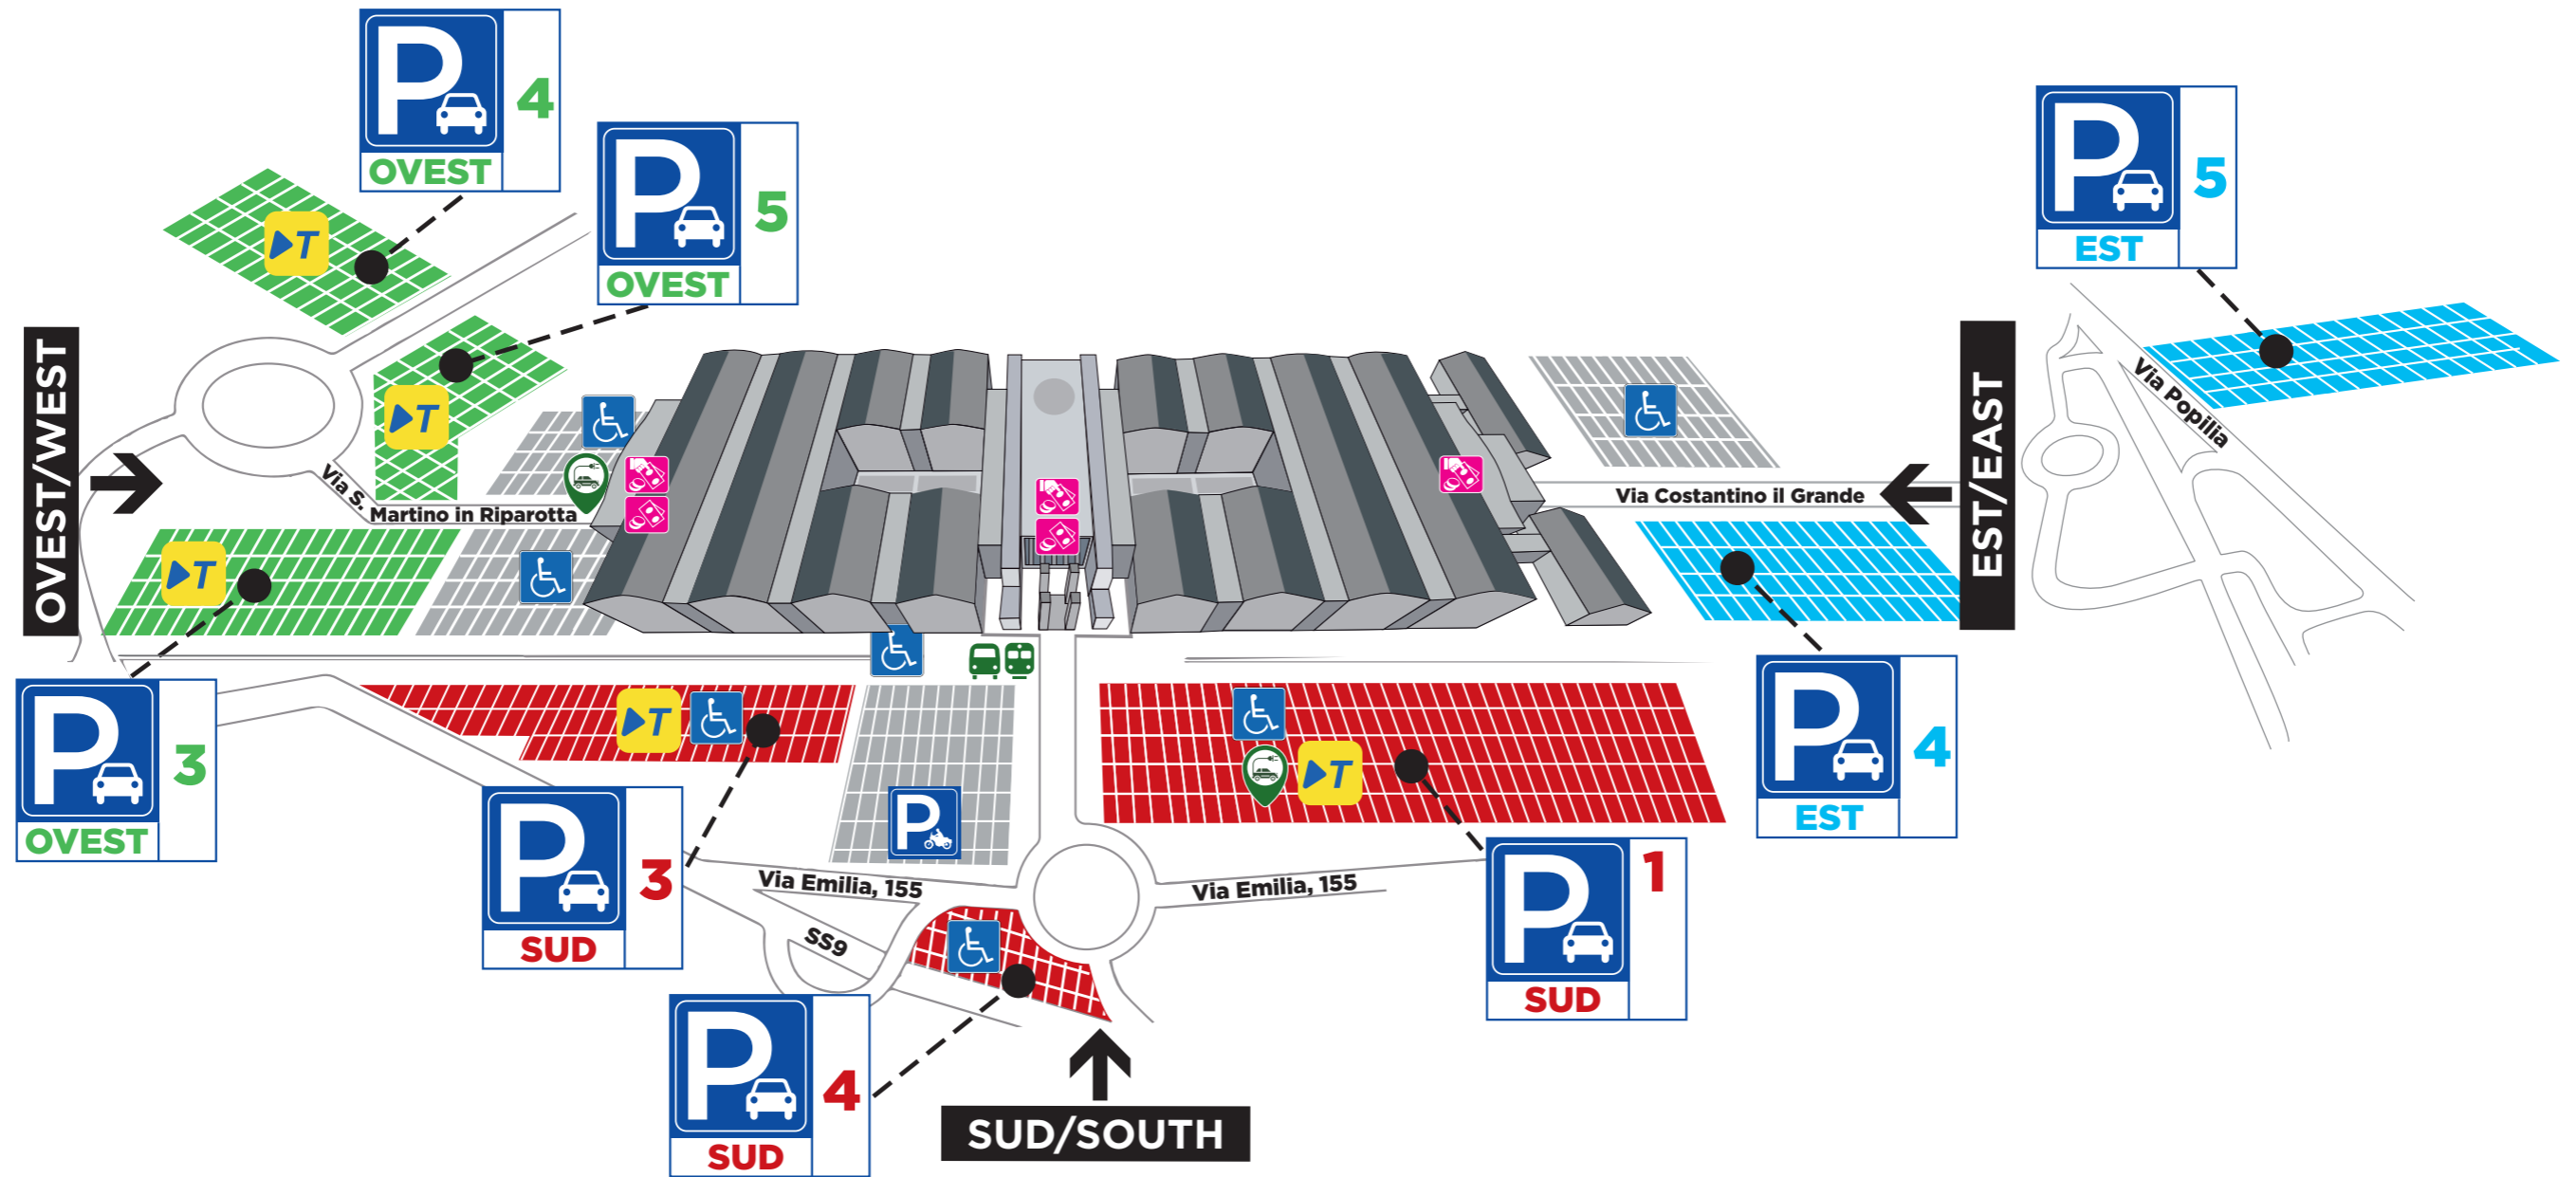 P 4
OVEST
P 5
OVEST
P 5
EST
T
T
OVEST/WEST
EST/EAST
Via Popilia
Via S. Martino in Riparotta
Via Costantino il Grande
T
P 3
OVEST
T
T
P
P 4
EST
P 3
SUD
Via Emilia, 155
Via Emilia, 155
P 1
SUD
SS9
P 4
SUD
SUD/SOUTH